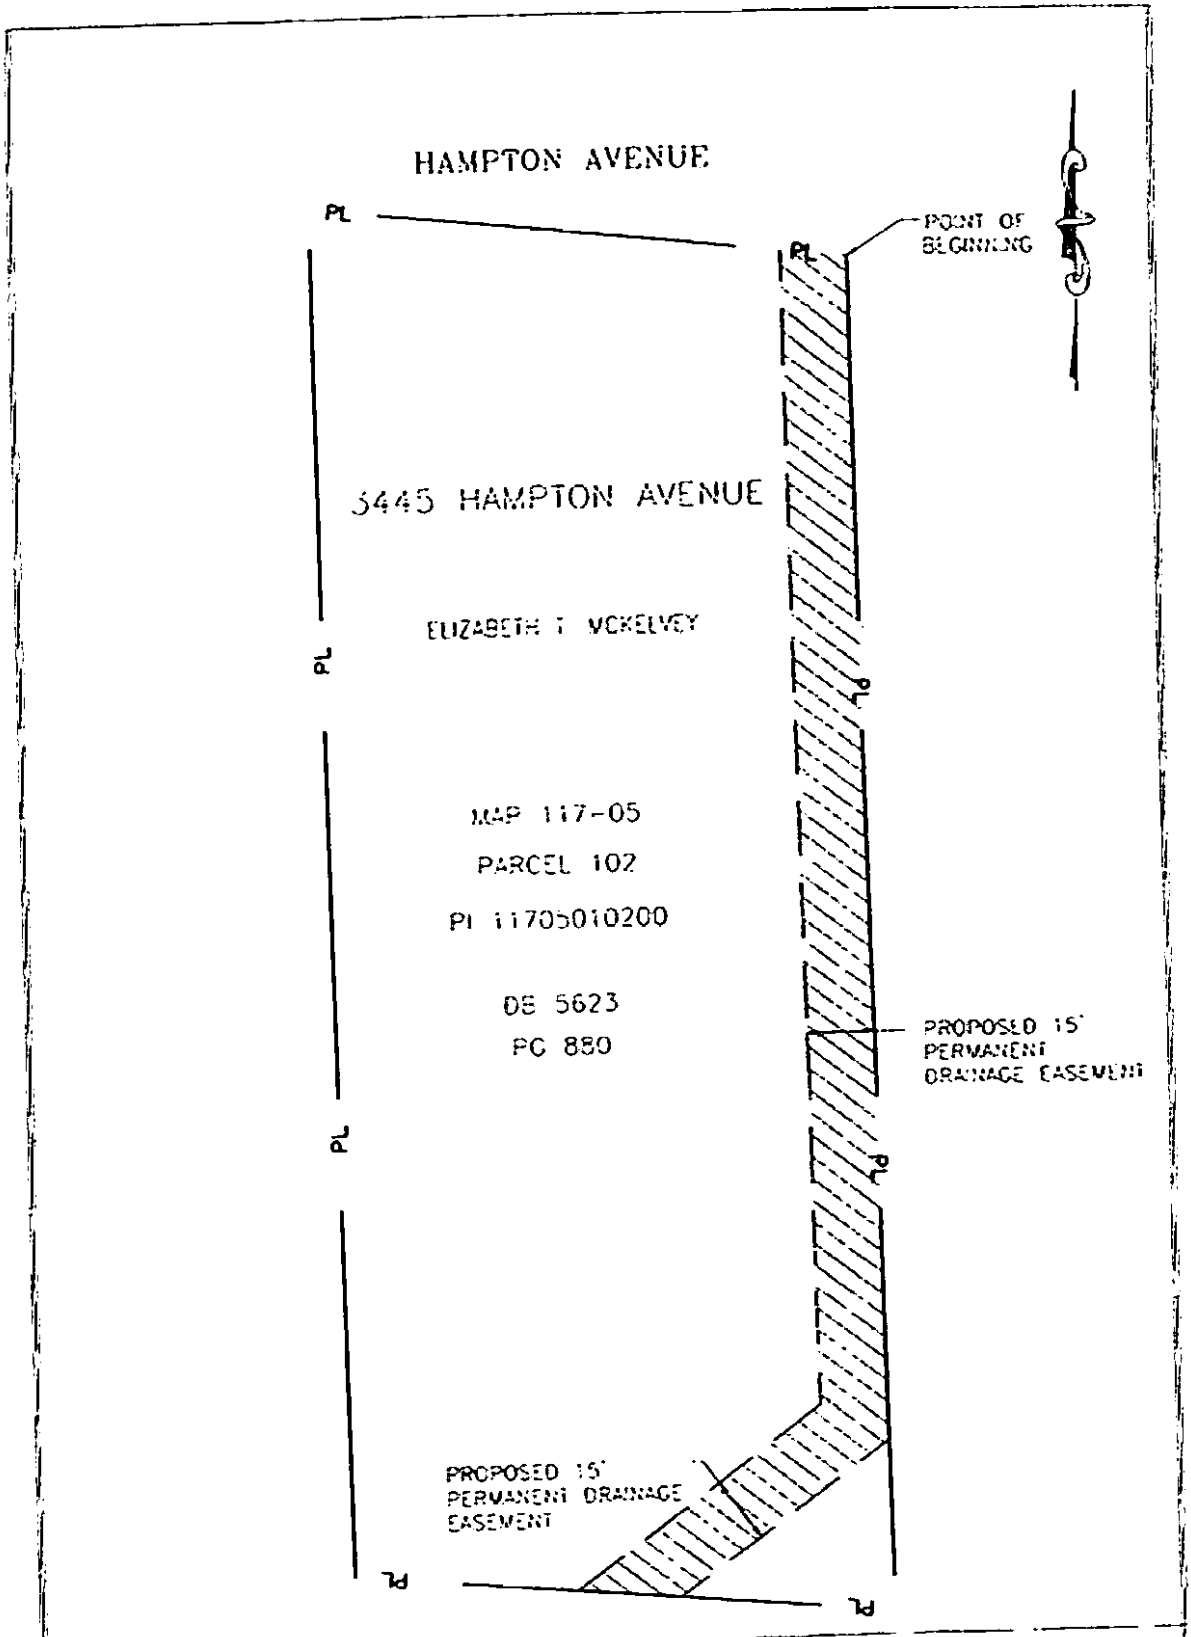 HAMPTON AVENUE
PL
PL
POINT OF
BEGINNING
3445 HAMPTON AVENUE
ELIZABETH T MCKELVEY
PL
PL
MAP 117-05
PARCEL 102
PI 11705010200
DB 5623
PG 880
PROPOSED 15'
PERMANENT
DRAINAGE EASEMENT
PL
PL
PROPOSED 15'
PERMANENT DRAINAGE
EASEMENT
PL
PL